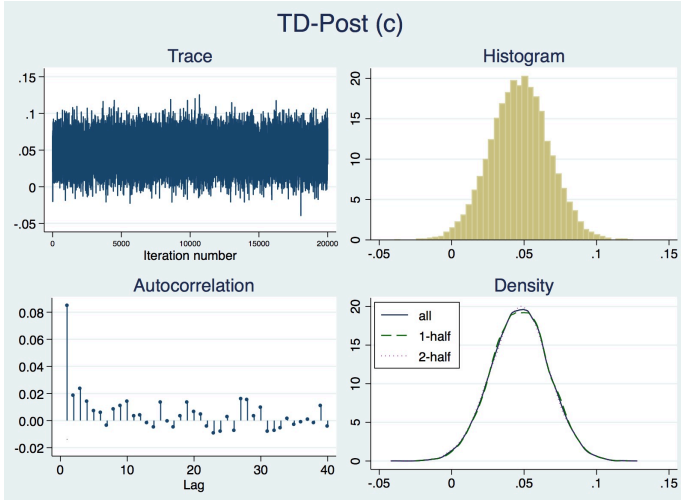 TD-Post (c)
Trace
.15
.1
.05
0
-.05
0 5000 10000 15000 20000
Iteration number
Histogram
20
15
10
5
0
-.05 0 .05 .1 .15
Autocorrelation
0.08
0.06
0.04
0.02
0.00
-0.02
0 10 20 30 40
Lag
Density
all
1-half
2-half
20
15
10
5
0
-.05 0 .05 .1 .15